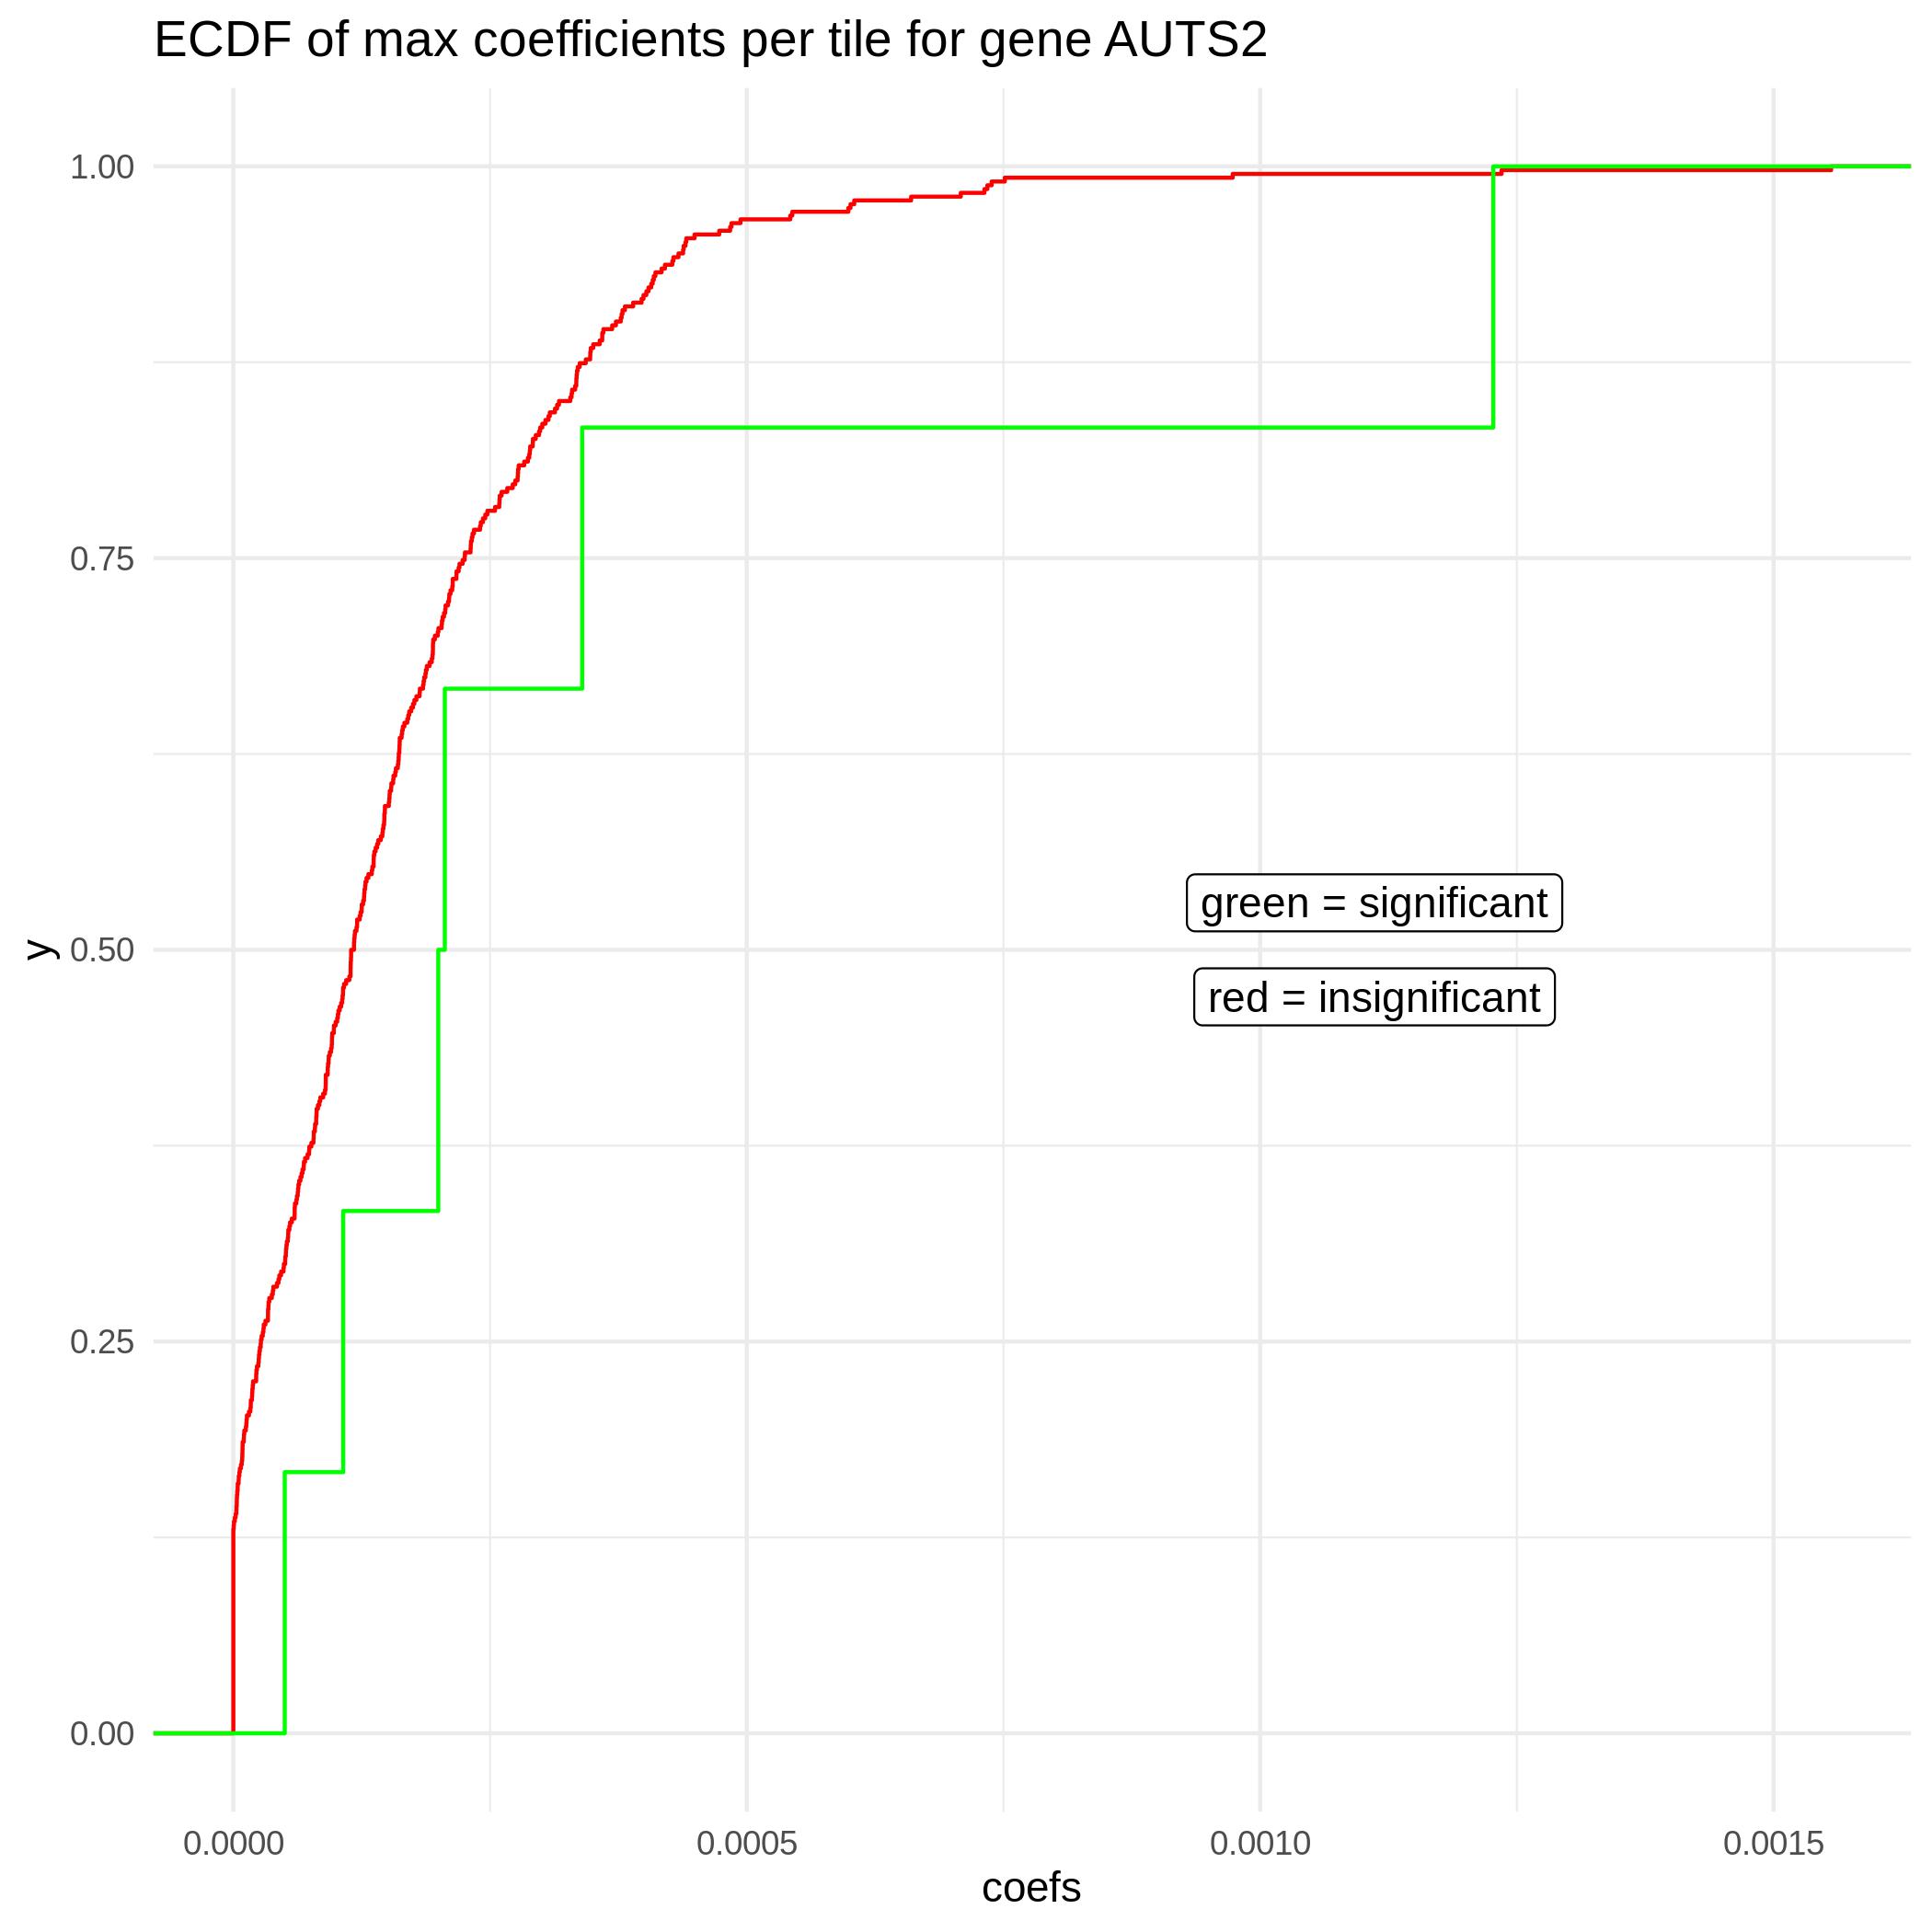 ECDF of max coefficients per tile for gene AUTS2
1.00
0.75
0.50
0.25
0.00
y
green = significant
red = insignificant
0.0000
0.0005
0.0010
0.0015
coefs